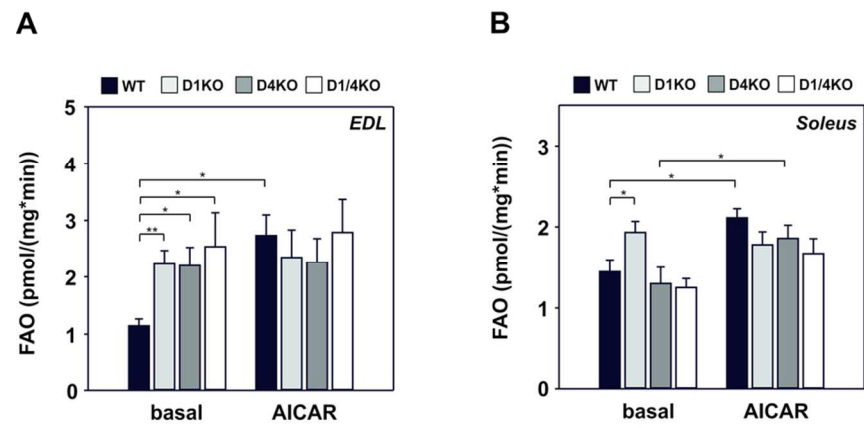 A
WT D1KO D4KO D1/4KO
EDL
FAO (pmol/(mg*min))
5
4
3
2
1
0
*
*
*
**
basal AICAR
B
WT D1KO D4KO D1/4KO
Soleus
FAO (pmol/(mg*min))
3
2
1
0
*
*
*
basal AICAR